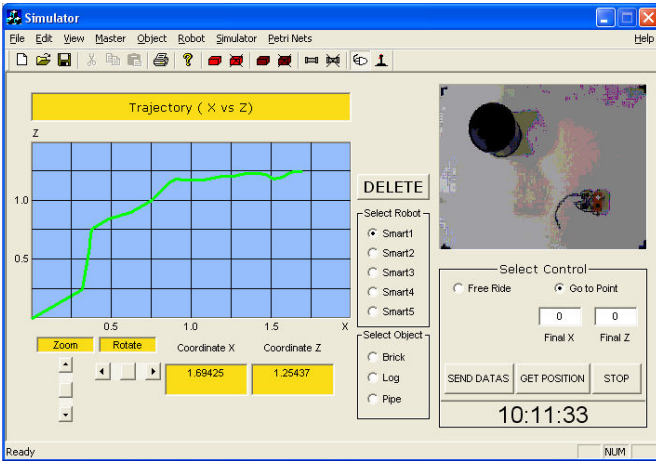 Simulator
File Edit View Master Object Robot Simulator Petri Nets Help
Trajectory ( X vs Z)
Z
1.0
0.5
0.5 1.0 1.5 X
Zoom Rotate Coordinate X Coordinate Z
1.69425 1.25437
DELETE
Select Robot
Smart1
Smart2
Smart3
Smart4
Smart5
Select Object
Brick
Log
Pipe
Select Control
Free Ride Go to Point
0 0
Final X Final Z
SEND DATAS GET POSITION STOP
10:11:33
Ready NUM